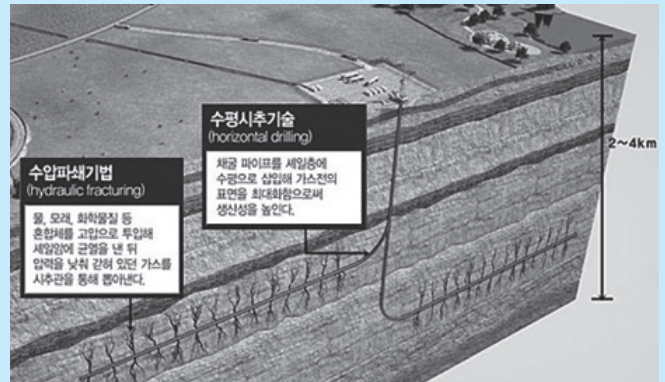 수평시추기술
(horizontal drilling)
채굴 파이프를 셰일층에
수평으로 삽입해 가스전의
표면을 최대화함으로써
생산성을 높인다.
2~4km
수압파쇄기법
(hydraulic fracturing)
물, 모래, 화학물질 등
혼합체를 고압으로 투입해
셰일암에 균열을 낸 뒤
압력을 낮춰 갇혀 있던 가스를
시추관을 통해 뽑아낸다.